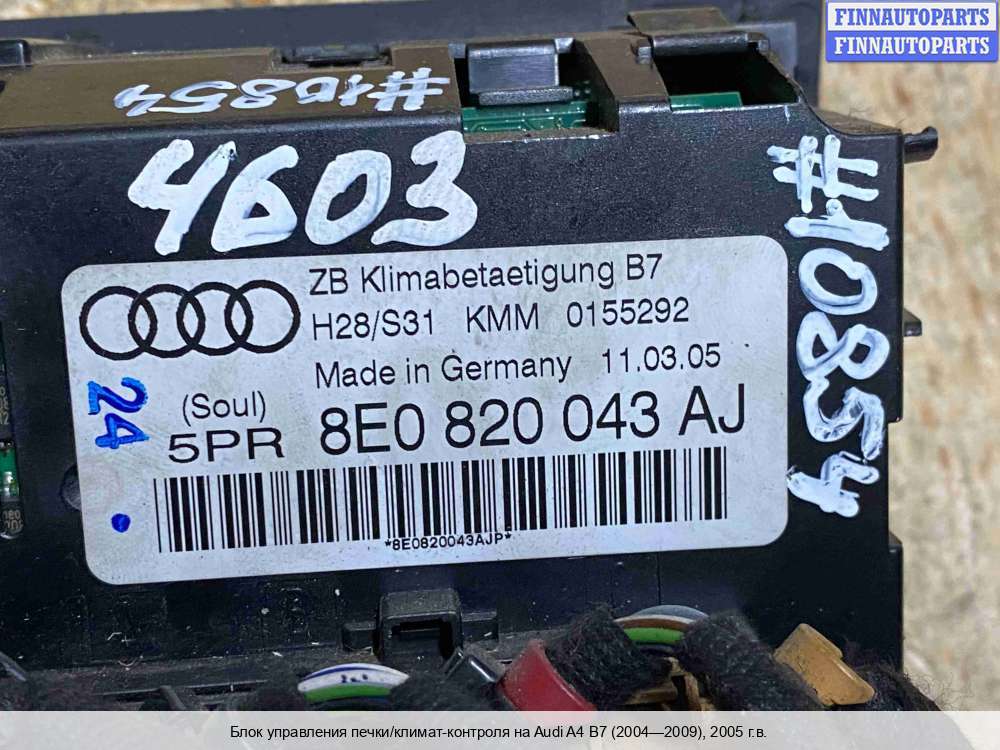 FINNAUTOPARTS
FINNAUTOPARTS
#10854
4603
#10854
ZB Klimabetaetigung B7
H28/S31 KMM 0155292
Made in Germany 11.03.05
24
(Soul)
5PR 8E0 820 043 AJ
*8E0820043AJP*
Блок управления печки/климат-контроля на Audi A4 B7 (2004—2009), 2005 г.в.